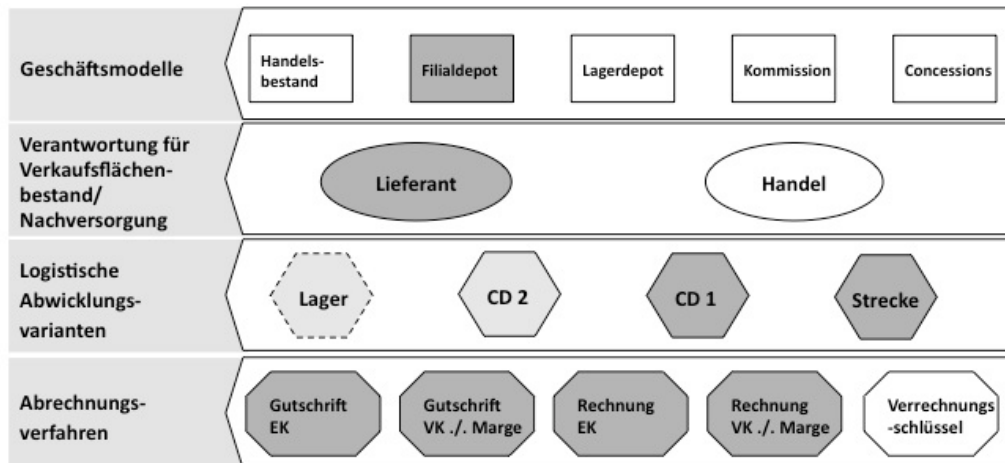 Geschäftsmodelle
Handels-
bestand
Filialdepot
Lagerdepot
Kommission
Concessions
Verantwortung für
Verkaufsflächen-
bestand/
Nachversorgung
Lieferant
Handel
Logistische
Abwicklungs-
varianten
Lager
CD 2
CD 1
Strecke
Abrechnungs-
verfahren
Gutschrift
EK
Gutschrift
VK ./. Marge
Rechnung
EK
Rechnung
VK ./. Marge
Verrechnungs
-schlüssel